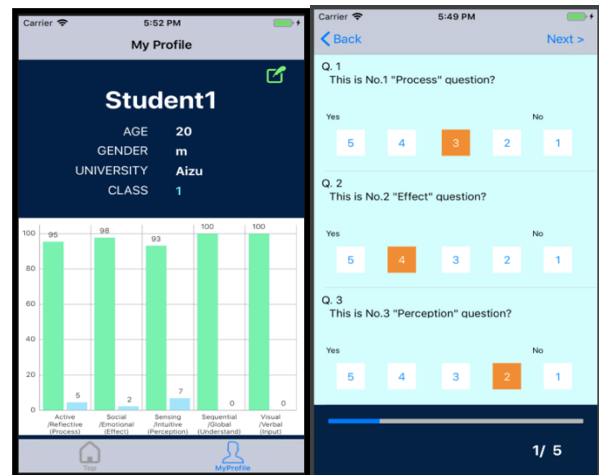 Carrier 5:52 PM
My Profile
Student1
AGE 20
GENDER m
UNIVERSITY Aizu
CLASS 1
100
80
60
40
20
0
95 5
98 2
93 7
100 0
100 0
Active
/Reflective
(Process)
Social
/Emotional
(Effect)
Sensing
/Intuitive
(Perception)
Sequential
/Global
(Understand)
Visual
/Verbal
(Input)
Top MyProfile
Carrier 5:49 PM
Back Next >
Q. 1
This is No.1 "Process" question?
Yes No
5 4 3 2 1
Q. 2
This is No.2 "Effect" question?
Yes No
5 4 3 2 1
Q. 3
This is No.3 "Perception" question?
Yes No
5 4 3 2 1
1/ 5